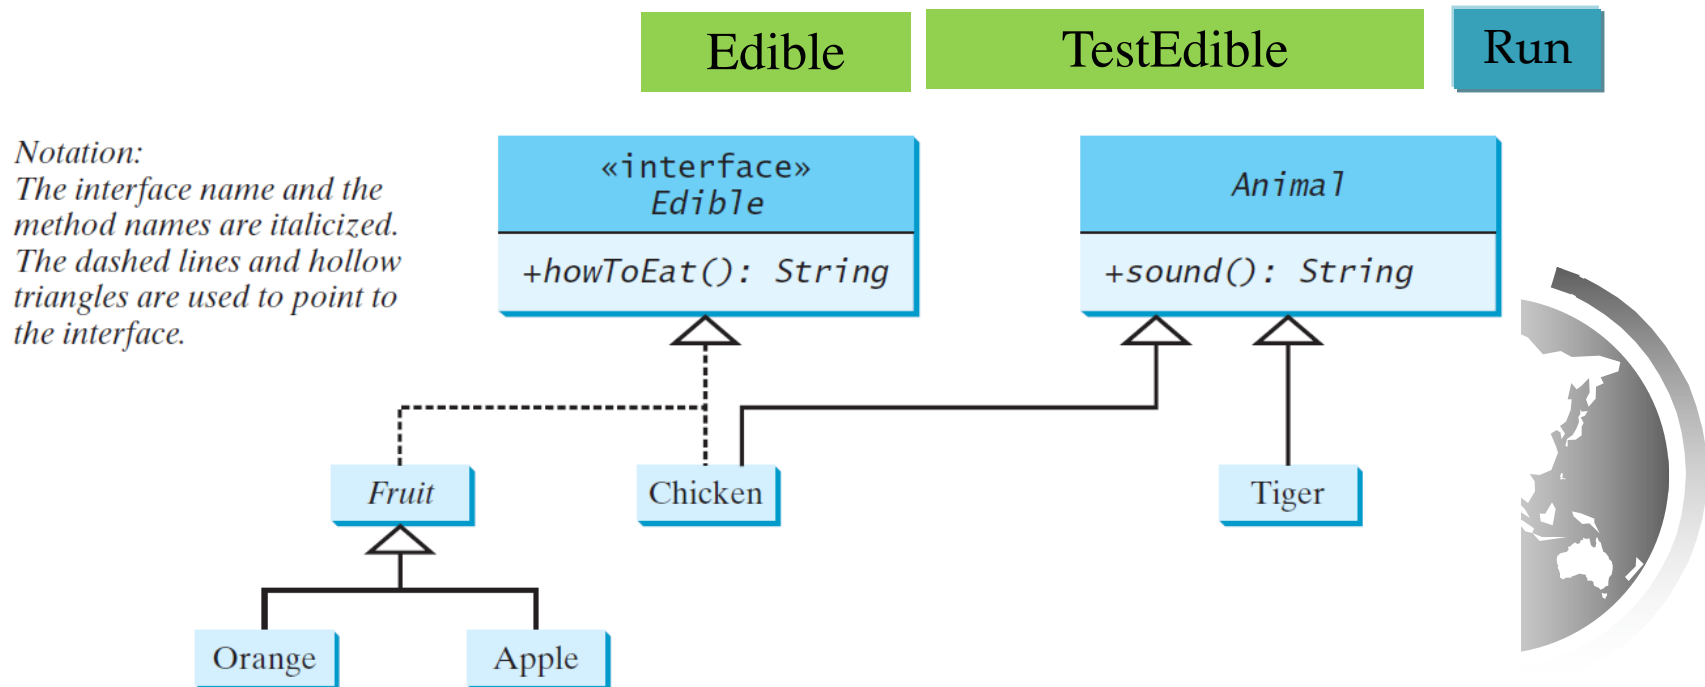 Edible
TestEdible
Run
Notation:
The interface name and the
method names are italicized.
The dashed lines and hollow
triangles are used to point to
the interface.
«interface»
Edible
+howToEat(): String
Animal
+sound(): String
Fruit
Chicken
Tiger
Orange
Apple